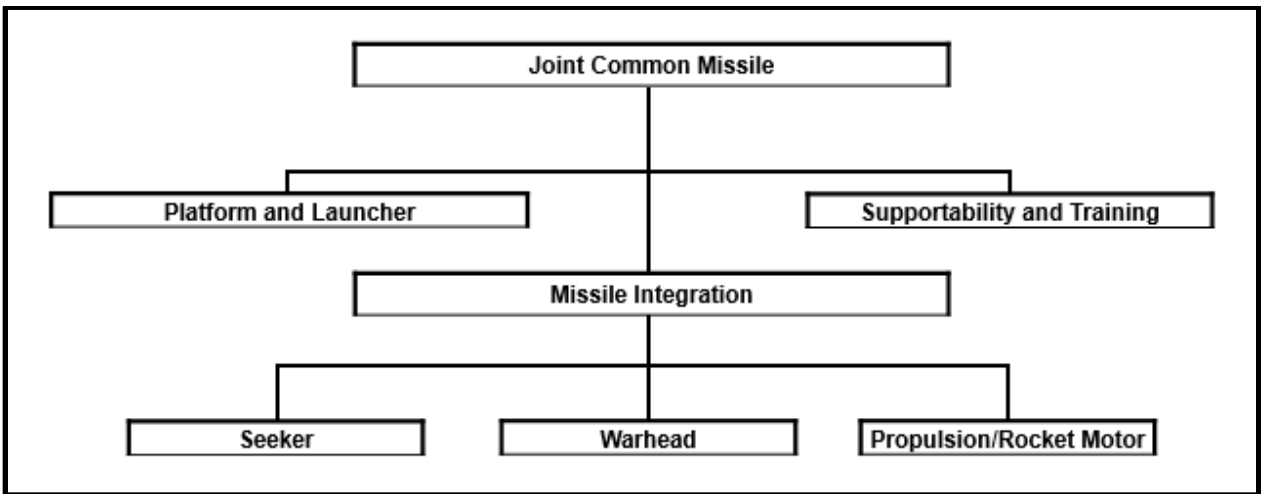 Joint Common Missile
Platform and Launcher
Supportability and Training
Missile Integration
Seeker
Warhead
Propulsion/Rocket Motor